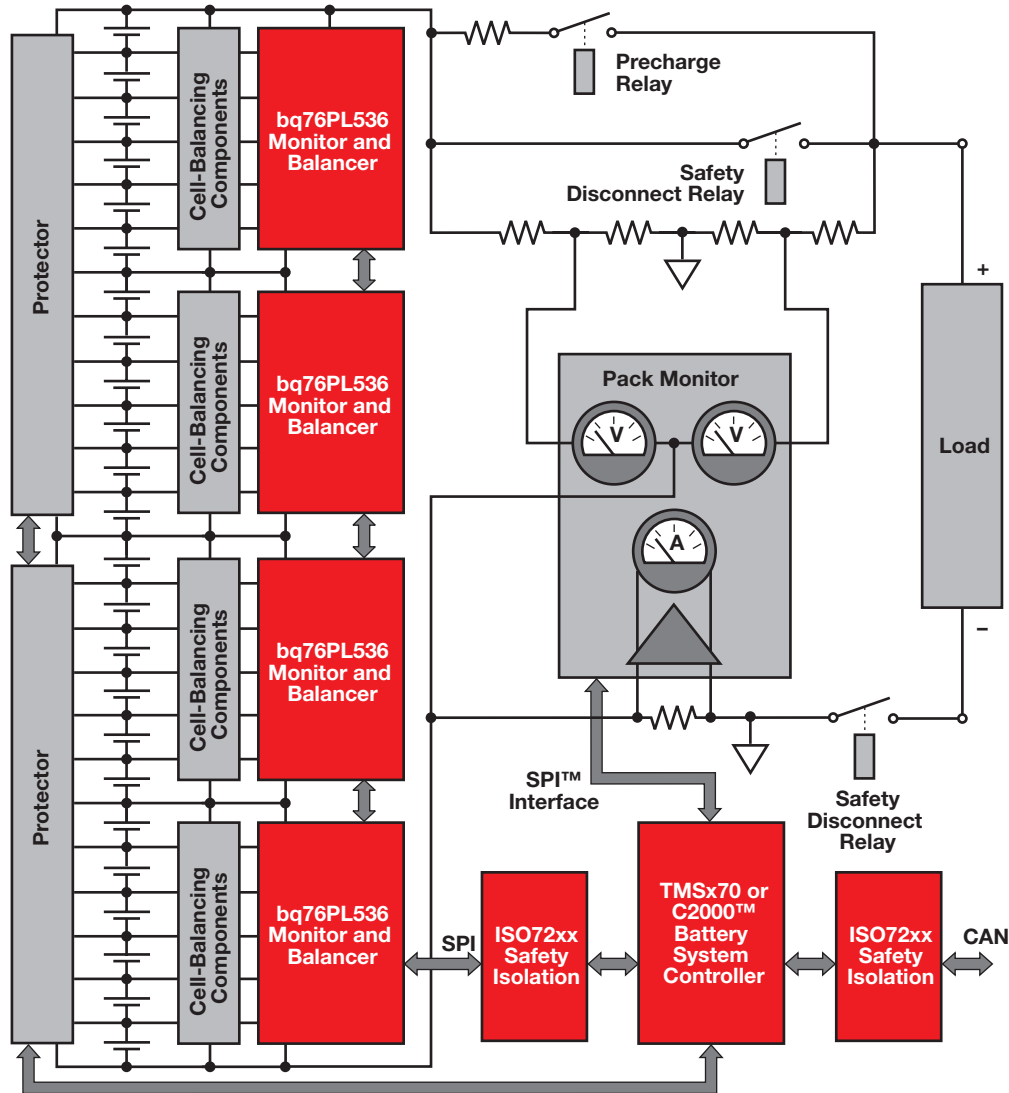 Protector
Cell-Balancing
Components
bq76PL536
Monitor and
Balancer
Precharge
Relay
Safety
Disconnect Relay
Cell-Balancing
Components
bq76PL536
Monitor and
Balancer
Pack Monitor
V
V
A
+
Load
–
Protector
Cell-Balancing
Components
bq76PL536
Monitor and
Balancer
SPI™
Interface
Safety
Disconnect
Relay
Cell-Balancing
Components
bq76PL536
Monitor and
Balancer
SPI
ISO72xx
Safety
Isolation
TMSx70 or
C2000™
Battery
System
Controller
ISO72xx
Safety
Isolation
CAN